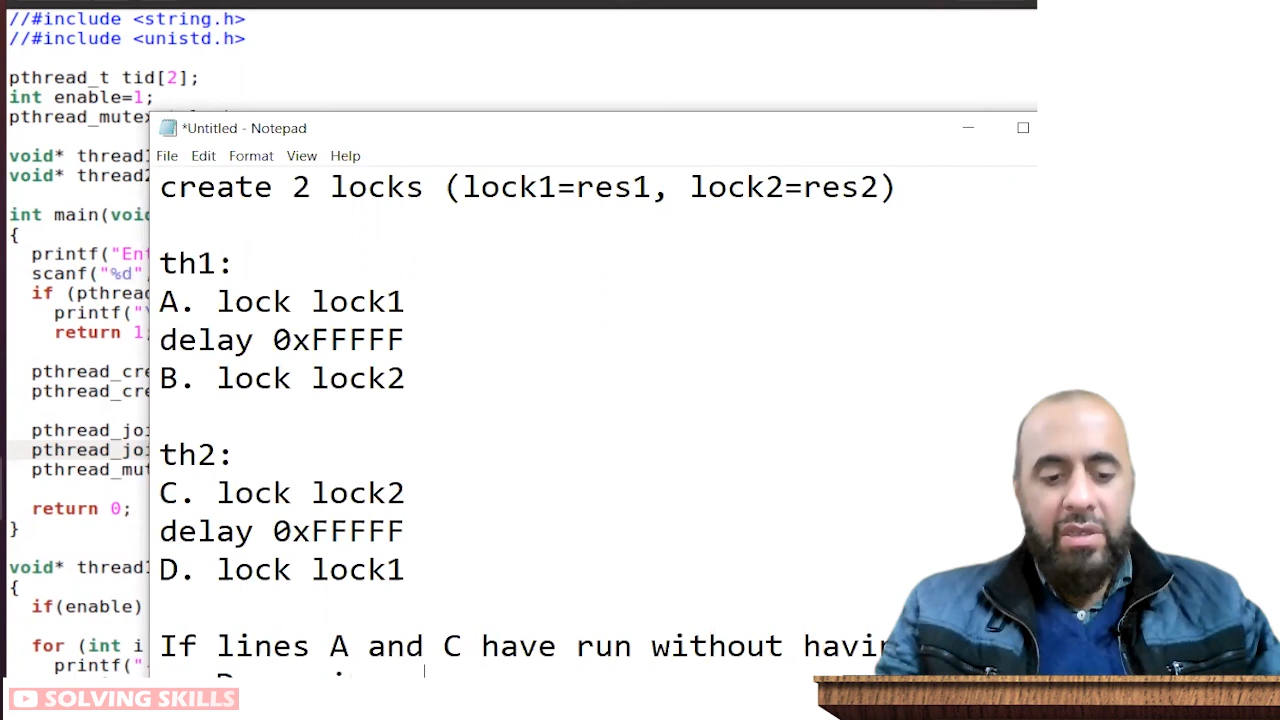 //#include <string.h>
//#include <unistd.h>
pthread_t tid[2];
int enable=1;
pthread_mutex
void* thread1
void* thread2
int main(void
{
printf("Ent
scanf("%d",
if (pthread
printf("\
return 1;
pthread_cre
pthread_cre
pthread_joi
pthread_joi
pthread_mut
return 0;
}
void* thread1
{
if(enable)
for (int i
printf("
*Untitled - Notepad
File Edit Format View Help
create 2 locks (lock1=res1, lock2=res2)
th1:
A. lock lock1
delay 0xFFFFF
B. lock lock2
th2:
C. lock lock2
delay 0xFFFFF
D. lock lock1
If lines A and C have run without havin
SOLVING SKILLS